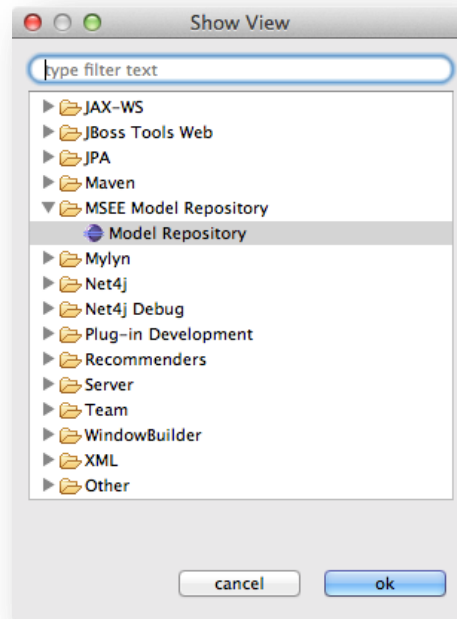 Show View
type filter text
JAX-WS
JBoss Tools Web
JPA
Maven
MSEE Model Repository
Model Repository
Mylyn
Net4j
Net4j Debug
Plug-in Development
Recommenders
Server
Team
WindowBuilder
XML
Other
cancel ok